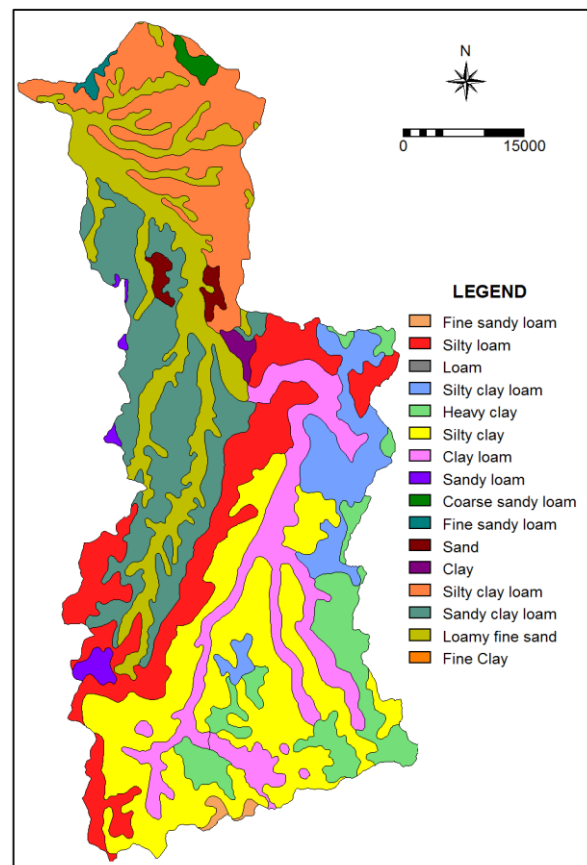 N
0 15000
LEGEND
Fine sandy loam
Silty loam
Loam
Silty clay loam
Heavy clay
Silty clay
Clay loam
Sandy loam
Coarse sandy loam
Fine sandy loam
Sand
Clay
Silty clay loam
Sandy clay loam
Loamy fine sand
Fine Clay